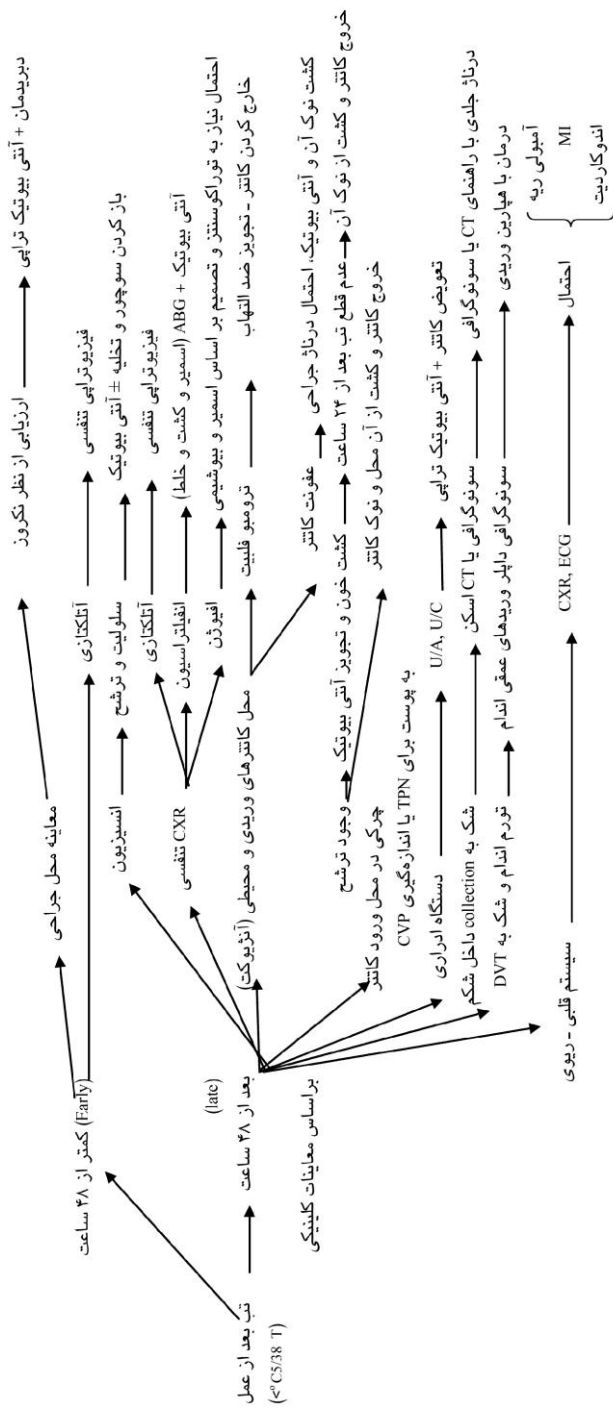 تب بعد از عمل
(<°C5/38 T)
کمتر از ۴۸ ساعت (Early)
معاینه محل جراحی
ارزیابی از نظر نکروز
دبریدمان + آنتی بیوتیک تراپی
آتلکتازی
فیزیوتراپی تنفسی
بعد از ۴۸ ساعت
(late)
براساس معاینات کلینیکی
انسیزیون
سلولیت و ترشح
باز کردن سوچور و تخلیه ± آنتی بیوتیک
تنفسی CXR
آتلکتازی
فیزیوتراپی تنفسی
انفیلتراسیون
آنتی بیوتیک + ABG (اسمیر و کشت و خلط)
افیوژن
احتمال نیاز به توراکوسنتز و تصمیم بر اساس اسمیر و بیوشیمی
محل کاتترهای وریدی و محیطی (آنژیوکت)
ترومبو فلبیت
خارج کردن کاتتر - تجویز ضد التهاب
عفونت کاتتر
کشت نوک آن و آنتی بیوتیک، احتمال درناژ جراحی
وجود ترشح
چرکی در محل ورود کاتتر
به پوست برای TPN یا اندازه‌گیری CVP
کشت خون و تجویز آنتی بیوتیک
عدم قطع تب بعد از ۲۴ ساعت
خروج کاتتر و کشت از نوک آن
خروج کاتتر و کشت از آن محل و نوک کاتتر
دستگاه ادراری
U/A, U/C
تعویض کاتتر + آنتی بیوتیک تراپی
شک به collection داخل شکم
سونوگرافی یا CT اسکن
درناژ جلدی با راهنمای CT یا سونوگرافی
تورم اندام و شک به DVT
سونوگرافی داپلر وریدهای عمقی اندام
درمان با هپارین وریدی
سیستم قلبی - ریوی
CXR, ECG
احتمال
آمبولی ریه
MI
اندوکاردیت